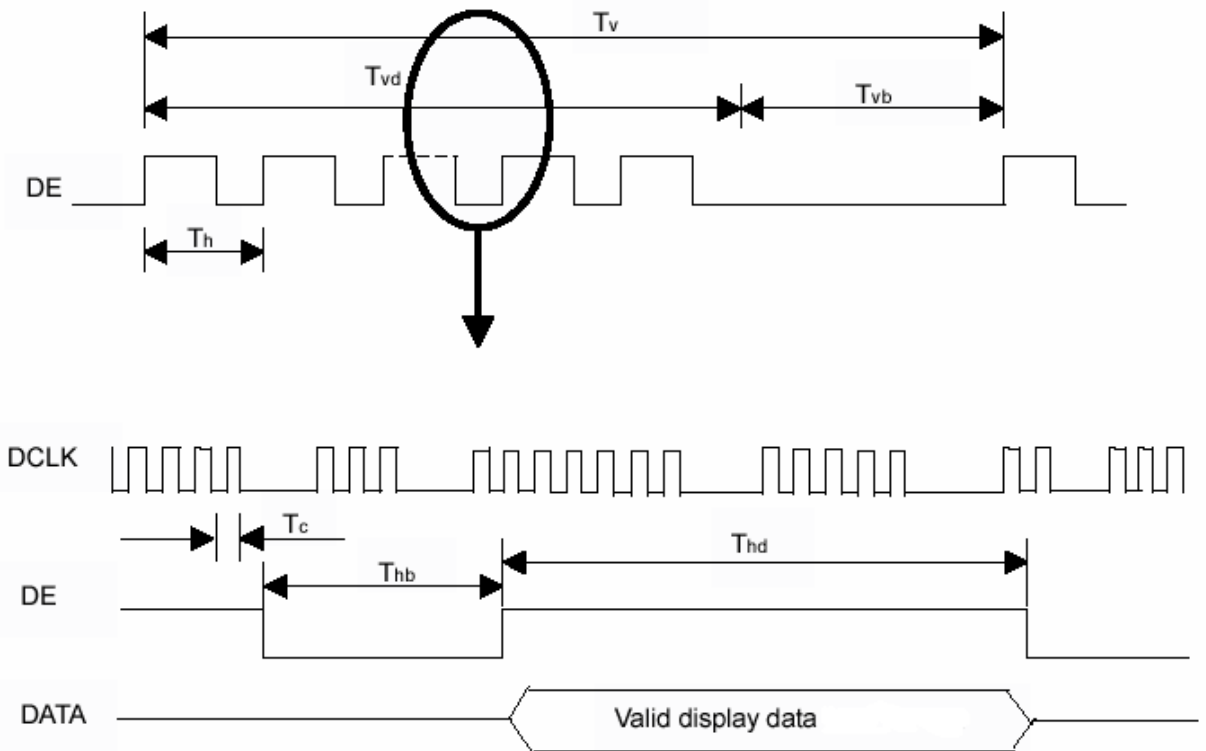 Tv
Tvd
Tvb
DE
Th
DCLK
Tc
Thd
Thb
DE
DATA
Valid display data